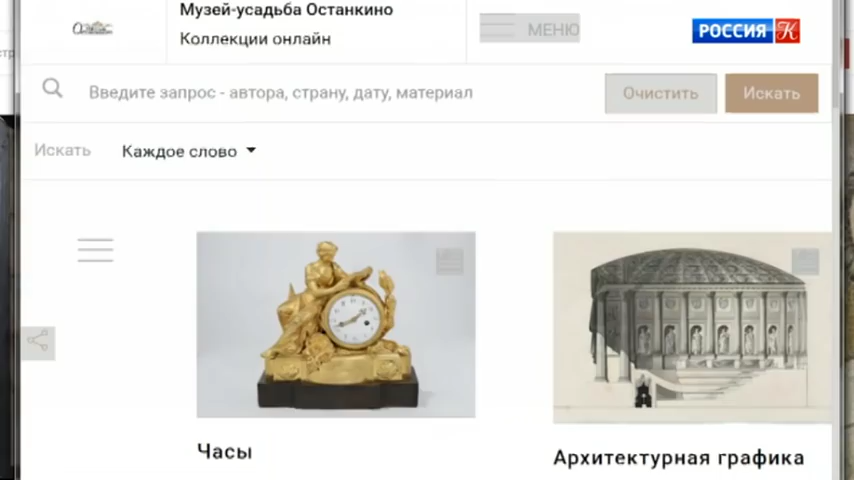 Музей-усадьба Останкино
Коллекции онлайн
МЕНЮ
РОССИЯ К
Введите запрос - автора, страну, дату, материал
Очистить
Искать
Искать
Каждое слово
Часы
Архитектурная графика